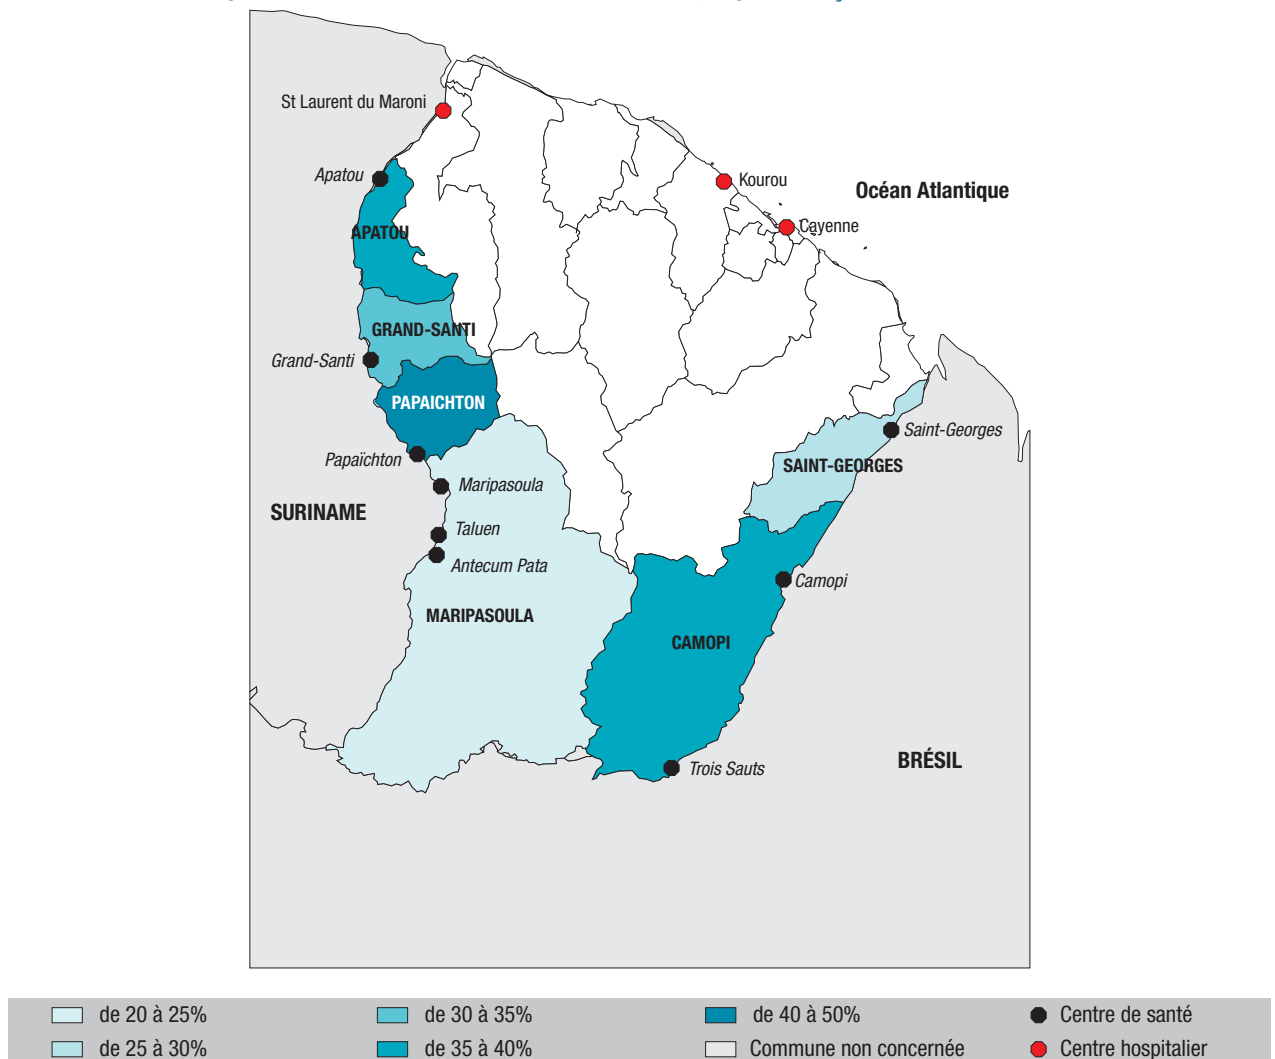 St Laurent du Maroni
Apatou
Kourou
Océan Atlantique
Cayenne
APATOU
GRAND-SANTI
Grand-Santi
PAPAICHTON
Saint-Georges
Papaïchton
SAINT-GEORGES
Maripasoula
SURINAME
Taluen
Antecum Pata
Camopi
MARIPASOULA
CAMOPI
BRÉSIL
Trois Sauts
de 20 à 25%
de 30 à 35%
de 40 à 50%
Centre de santé
de 25 à 30%
de 35 à 40%
Commune non concernée
Centre hospitalier